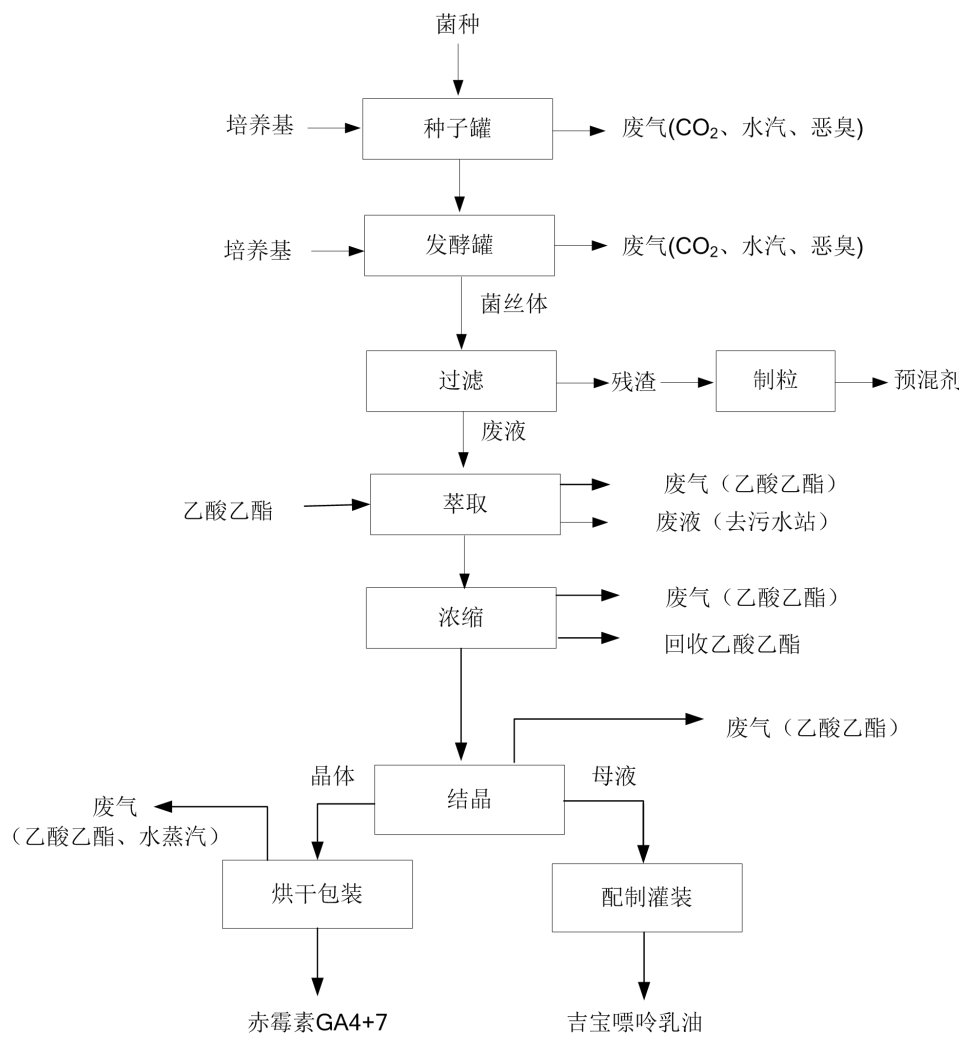 菌种
培养基
种子罐
废气(CO₂、水汽、恶臭)
培养基
发酵罐
废气(CO₂、水汽、恶臭)
菌丝体
过滤
残渣
制粒
预混剂
废液
乙酸乙酯
萃取
废气（乙酸乙酯）
废液（去污水站）
浓缩
废气（乙酸乙酯）
回收乙酸乙酯
废气（乙酸乙酯）
晶体
结晶
母液
废气
（乙酸乙酯、水蒸汽）
烘干包装
配制灌装
赤霉素GA4+7
吉宝嘌呤乳油